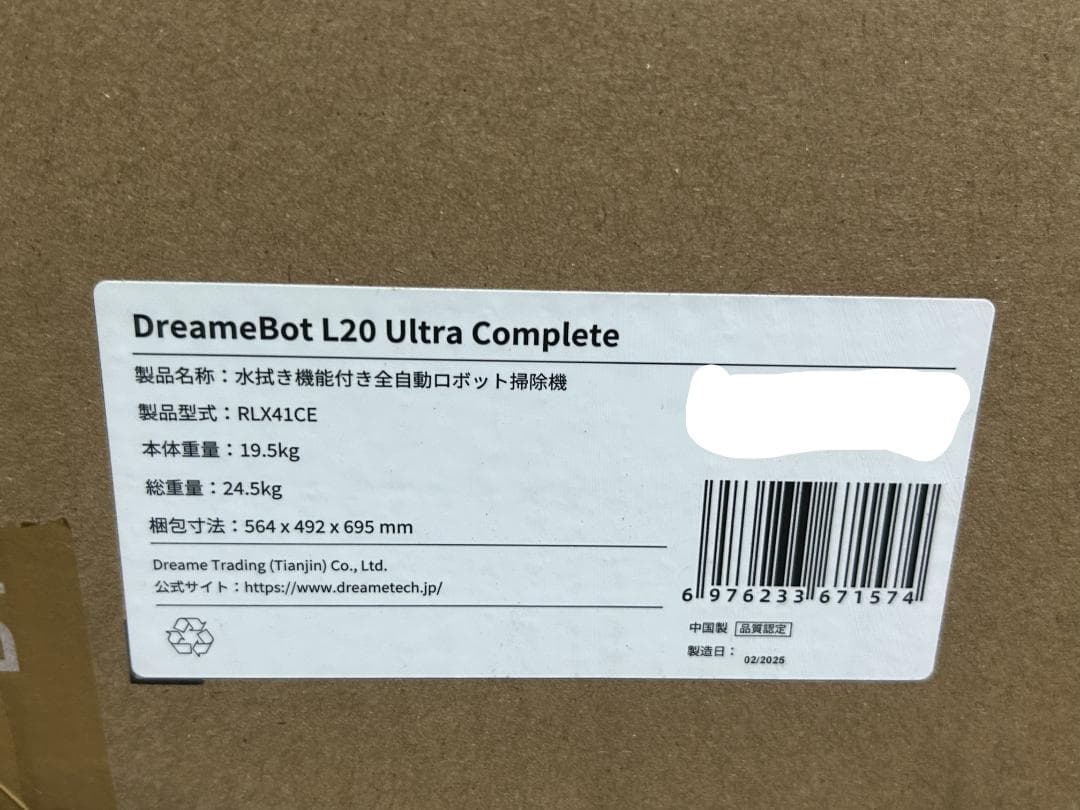 DreameBot L20 Ultra Complete
製品名称：水拭き機能付き全自動ロボット掃除機
製品型式：RLX41CE
本体重量：19.5kg
総重量：24.5kg
梱包寸法：564 x 492 x 695 mm
Dreame Trading (Tianjin) Co., Ltd.
公式サイト：https://www.dreametech.jp/
6 976233 671574
中国製 品質認定
製造日： 02/2025